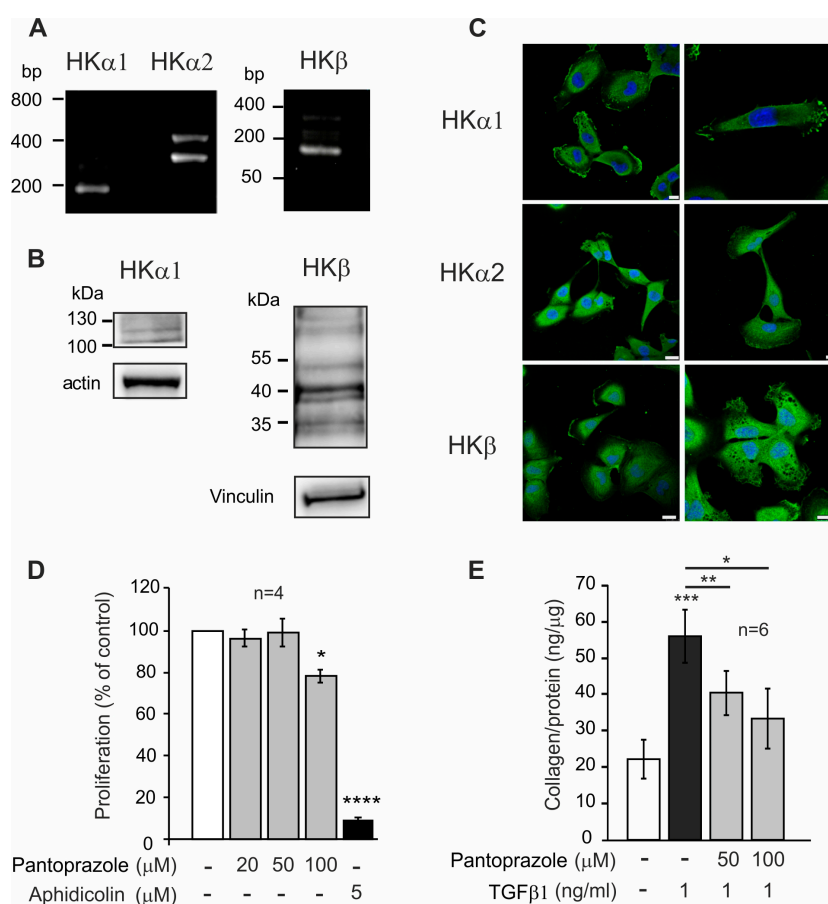 A
HKα1 HKα2 HKβ
bp
800
400
200
bp
400
200
50
B
HKα1 HKβ
kDa
130
100
actin
kDa
55
40
35
Vinculin
C
HKα1
HKα2
HKβ
D
Proliferation (% of control)
120
100
80
60
40
20
0
n=4
*
****
Pantoprazole (μM) - 20 50 100 -
Aphidicolin (μM) - - - - 5
E
Collagen/protein (ng/μg)
70
60
50
40
30
20
10
0
*
**
***
n=6
Pantoprazole (μM) - - 50 100
TGFβ1 (ng/ml) - 1 1 1